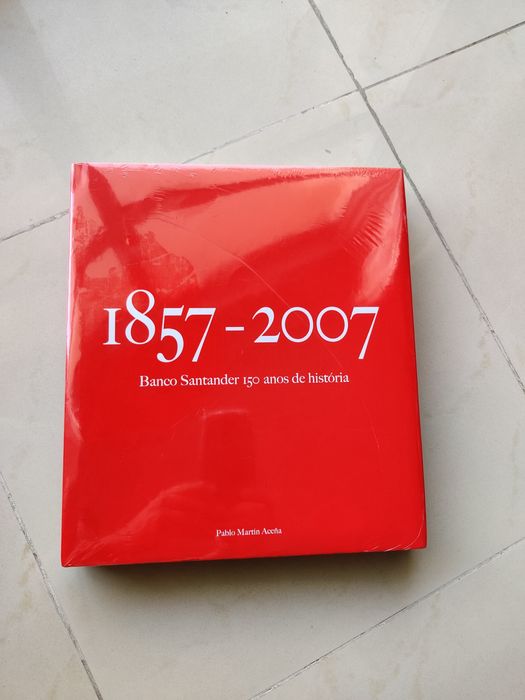 1857-2007
Banco Santander 150 anos de história
Pablo Martín Aceña